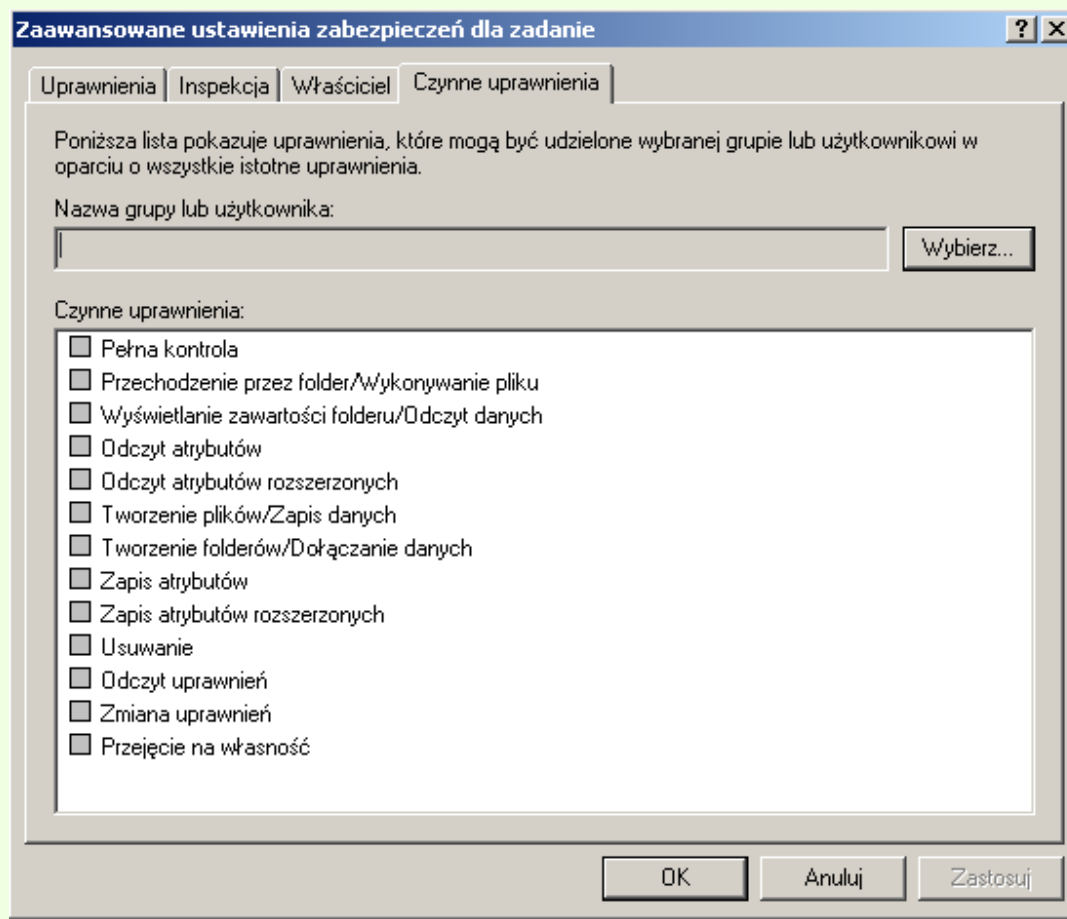 Zaawansowane ustawienia zabezpieczeń dla zadanie
Uprawnienia Inspekcja Właściciel Czynne uprawnienia
Poniższa lista pokazuje uprawnienia, które mogą być udzielone wybranej grupie lub użytkownikowi w
oparciu o wszystkie istotne uprawnienia.
Nazwa grupy lub użytkownika:
Wybierz...
Czynne uprawnienia:
Pełna kontrola
Przechodzenie przez folder/Wykonywanie pliku
Wyświetlanie zawartości folderu/Odczyt danych
Odczyt atrybutów
Odczyt atrybutów rozszerzonych
Tworzenie plików/Zapis danych
Tworzenie folderów/Dołączanie danych
Zapis atrybutów
Zapis atrybutów rozszerzonych
Usuwanie
Odczyt uprawnień
Zmiana uprawnień
Przejęcie na własność
OK Anuluj Zastosuj